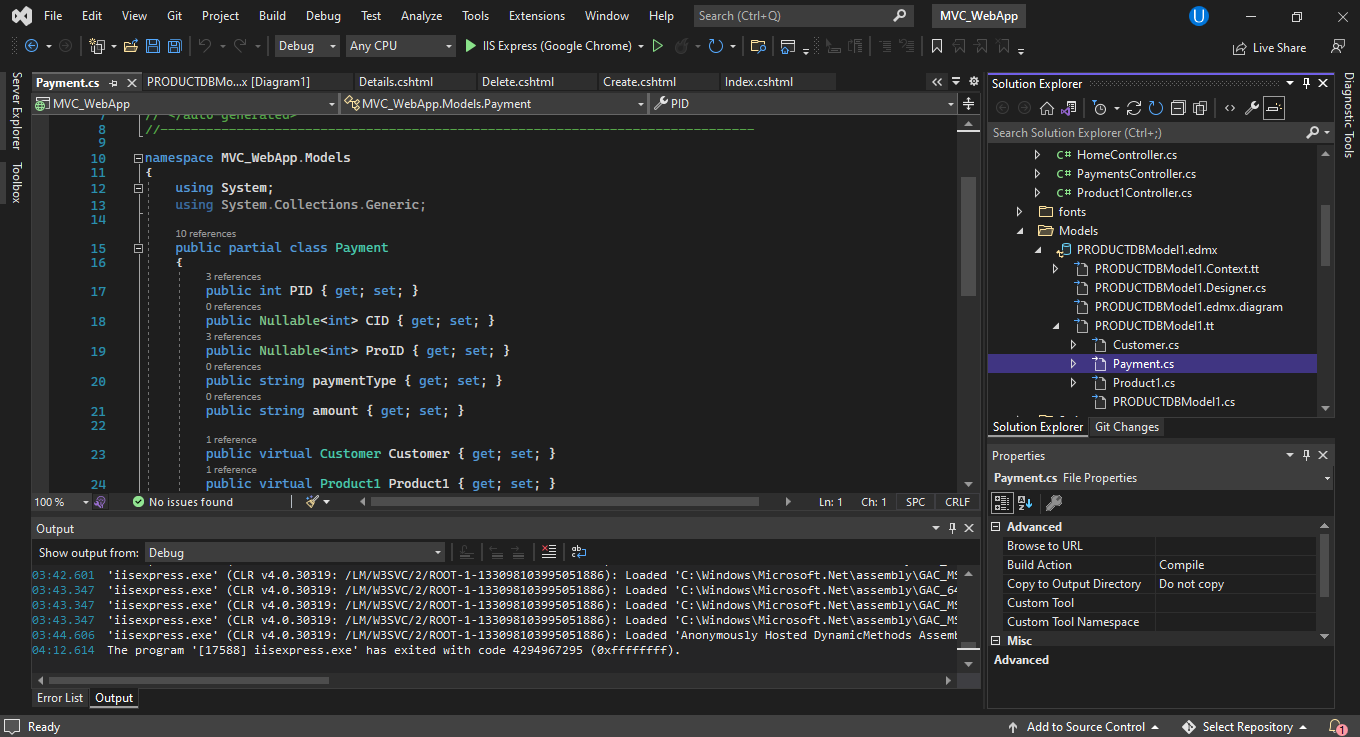 File Edit View Git Project Build Debug Test Analyze Tools Extensions Window Help Search (Ctrl+Q) MVC_WebApp U
Debug Any CPU IIS Express (Google Chrome) Live Share
Server Explorer
Toolbox
Payment.cs PRODUCTDBMo...x [Diagram1] Details.cshtml Delete.cshtml Create.cshtml Index.cshtml
MVC_WebApp MVC_WebApp.Models.Payment PID
7 // </auto-generated>
8 //------------------------------------------------------------------------------
9
10 namespace MVC_WebApp.Models
11 {
12 using System;
13 using System.Collections.Generic;
14
10 references
15 public partial class Payment
16 {
3 references
17 public int PID { get; set; }
0 references
18 public Nullable<int> CID { get; set; }
3 references
19 public Nullable<int> ProID { get; set; }
0 references
20 public string paymentType { get; set; }
0 references
21 public string amount { get; set; }
22
1 reference
23 public virtual Customer Customer { get; set; }
1 reference
24 public virtual Product1 Product1 { get; set; }
100 % No issues found Ln: 1 Ch: 1 SPC CRLF
Output
Show output from: Debug
03:42.601 'iisexpress.exe' (CLR v4.0.30319: /LM/W3SVC/2/ROOT-1-133098103995051886): Loaded 'C:\Windows\Microsoft.Net\assembly\GAC_MS
03:43.347 'iisexpress.exe' (CLR v4.0.30319: /LM/W3SVC/2/ROOT-1-133098103995051886): Loaded 'C:\Windows\Microsoft.Net\assembly\GAC_64
03:43.347 'iisexpress.exe' (CLR v4.0.30319: /LM/W3SVC/2/ROOT-1-133098103995051886): Loaded 'C:\Windows\Microsoft.Net\assembly\GAC_MS
03:43.347 'iisexpress.exe' (CLR v4.0.30319: /LM/W3SVC/2/ROOT-1-133098103995051886): Loaded 'C:\Windows\Microsoft.Net\assembly\GAC_MS
03:44.606 'iisexpress.exe' (CLR v4.0.30319: /LM/W3SVC/2/ROOT-1-133098103995051886): Loaded 'Anonymously Hosted DynamicMethods Assemb
04:12.614 The program '[17588] iisexpress.exe' has exited with code 4294967295 (0xffffffff).
Error List Output
Solution Explorer
Search Solution Explorer (Ctrl+;)
C# HomeController.cs
C# PaymentsController.cs
C# Product1Controller.cs
fonts
Models
PRODUCTDBModel1.edmx
PRODUCTDBModel1.Context.tt
PRODUCTDBModel1.Designer.cs
PRODUCTDBModel1.edmx.diagram
PRODUCTDBModel1.tt
Customer.cs
Payment.cs
Product1.cs
PRODUCTDBModel1.cs
Solution Explorer Git Changes
Properties
Payment.cs File Properties
Advanced
Browse to URL
Build Action Compile
Copy to Output Directory Do not copy
Custom Tool
Custom Tool Namespace
Misc
Advanced
Diagnostic Tools
Ready Add to Source Control Select Repository 1